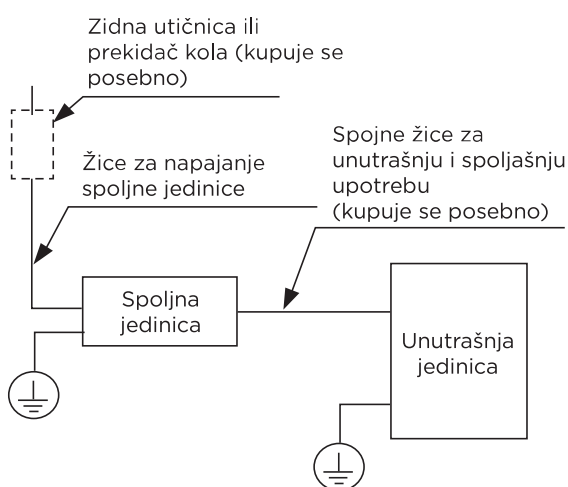 Zidna utičnica ili
prekidač kola (kupuje se
posebno)
Žice za napajanje
spoljne jedinice
Spojne žice za
unutrašnju i spoljašnju
upotrebu
(kupuje se posebno)
Spoljna
jedinica
Unutrašnja
jedinica